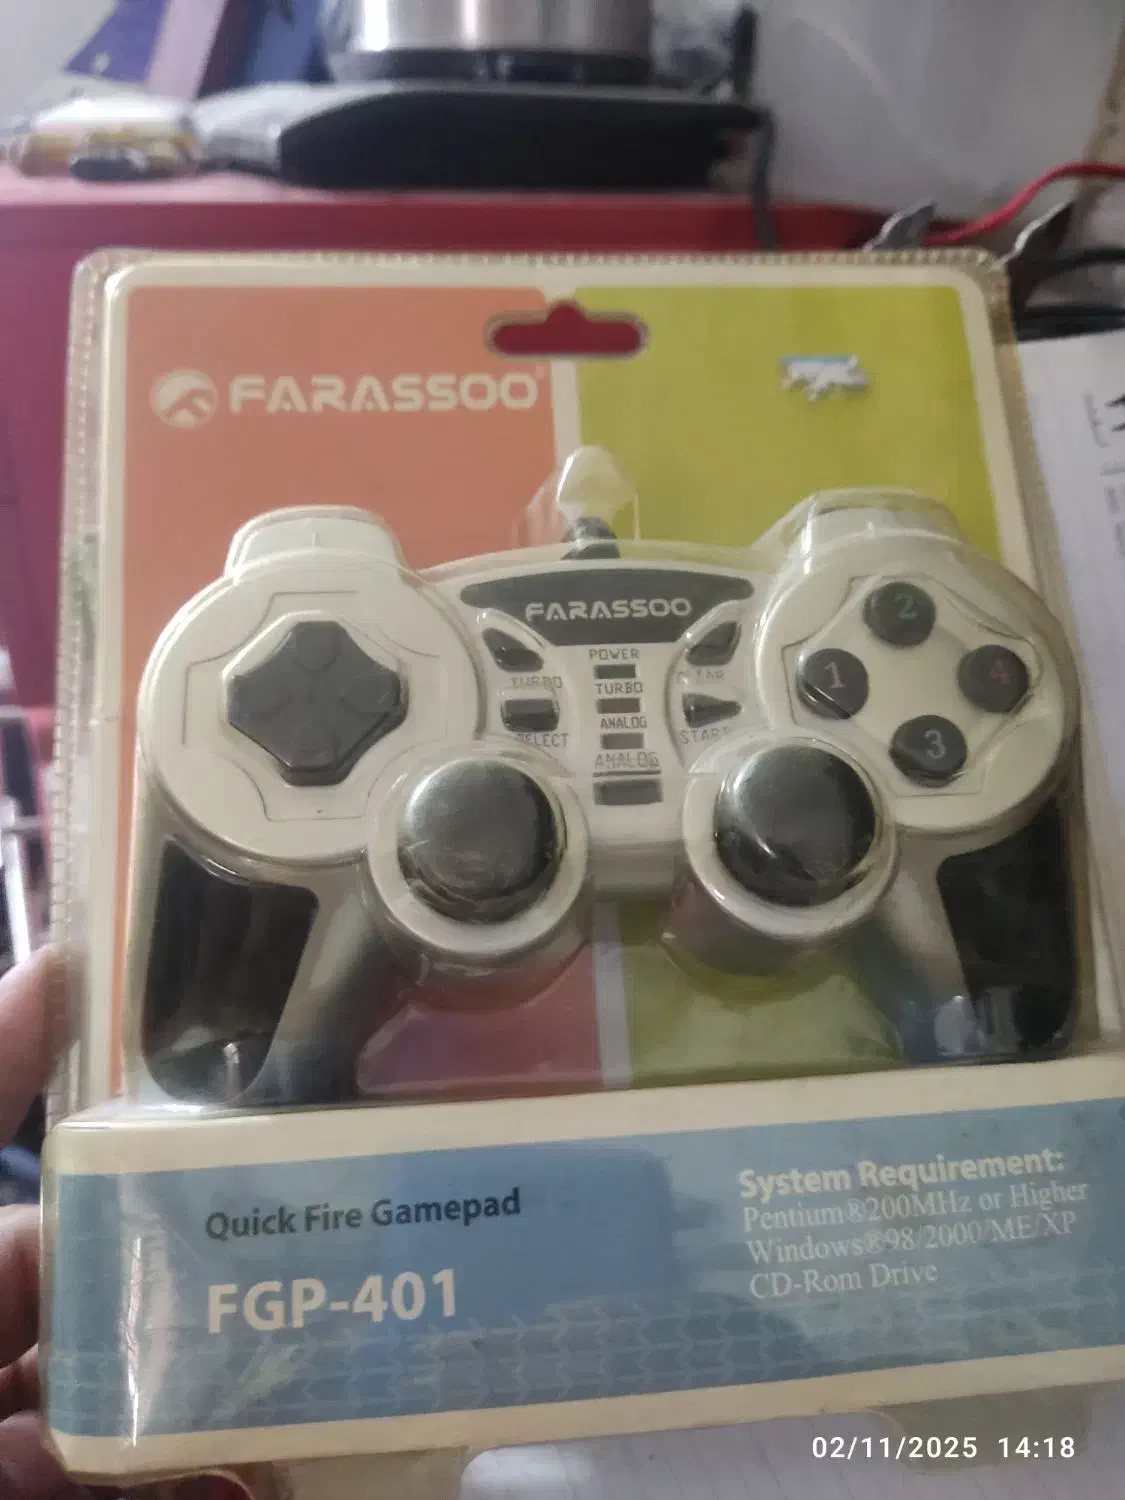 FARASSOO®
FARASSOO
POWER
TURBO
TURBO
ANALOG
SELECT
START
ANALOG
2
1
4
3
Quick Fire Gamepad
FGP-401
System Requirement:
Pentium®200MHz or Higher
Windows®98/2000/ME/XP
CD-Rom Drive
02/11/2025 14:18